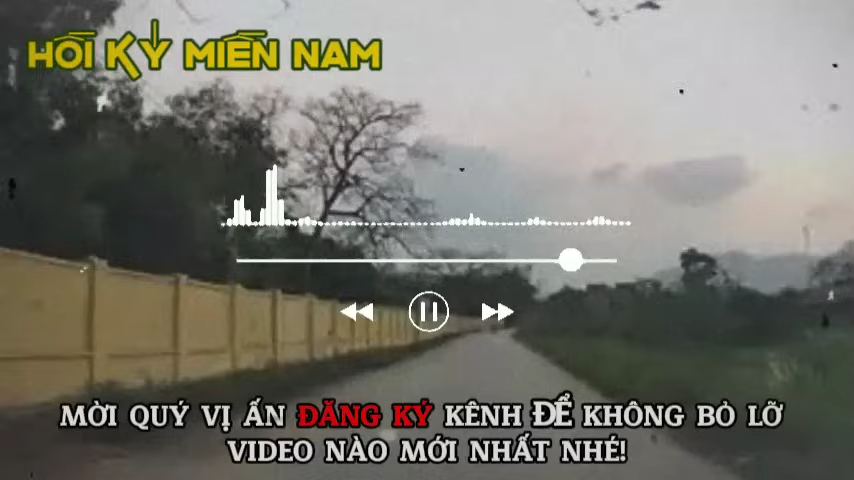 HỒI KÝ MIỀN NAM
MỜI QUÝ VỊ ẤN ĐĂNG KÝ KÊNH ĐỂ KHÔNG BỎ LỠ
VIDEO NÀO MỚI NHẤT NHÉ!